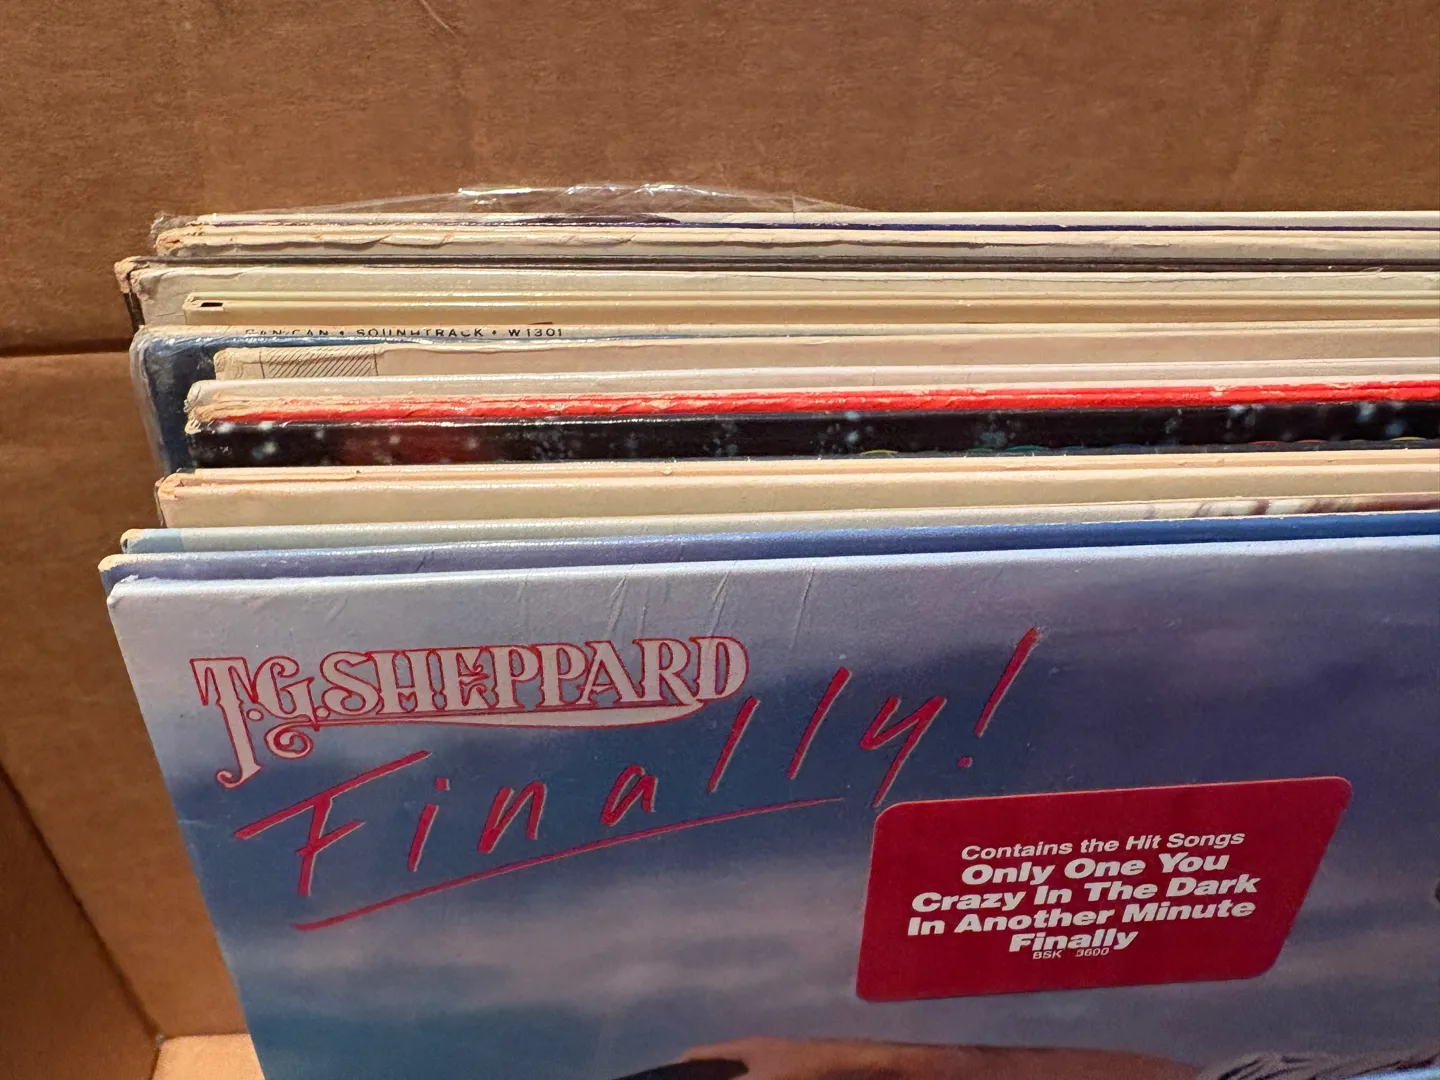 CAN-CAN • SOUNDTRACK • W1301
T.G. SHEPPARD
Finally!
Contains the Hit Songs
Only One You
Crazy In The Dark
In Another Minute
Finally
BSK 3600